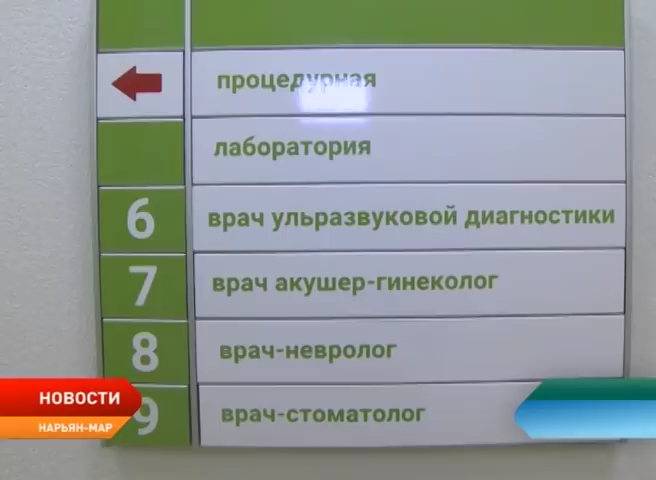 процедурная
лаборатория
6 врач ульразвуковой диагностики
7 врач акушер-гинеколог
8 врач-невролог
9 врач-стоматолог
НОВОСТИ
НАРЬЯН-МАР